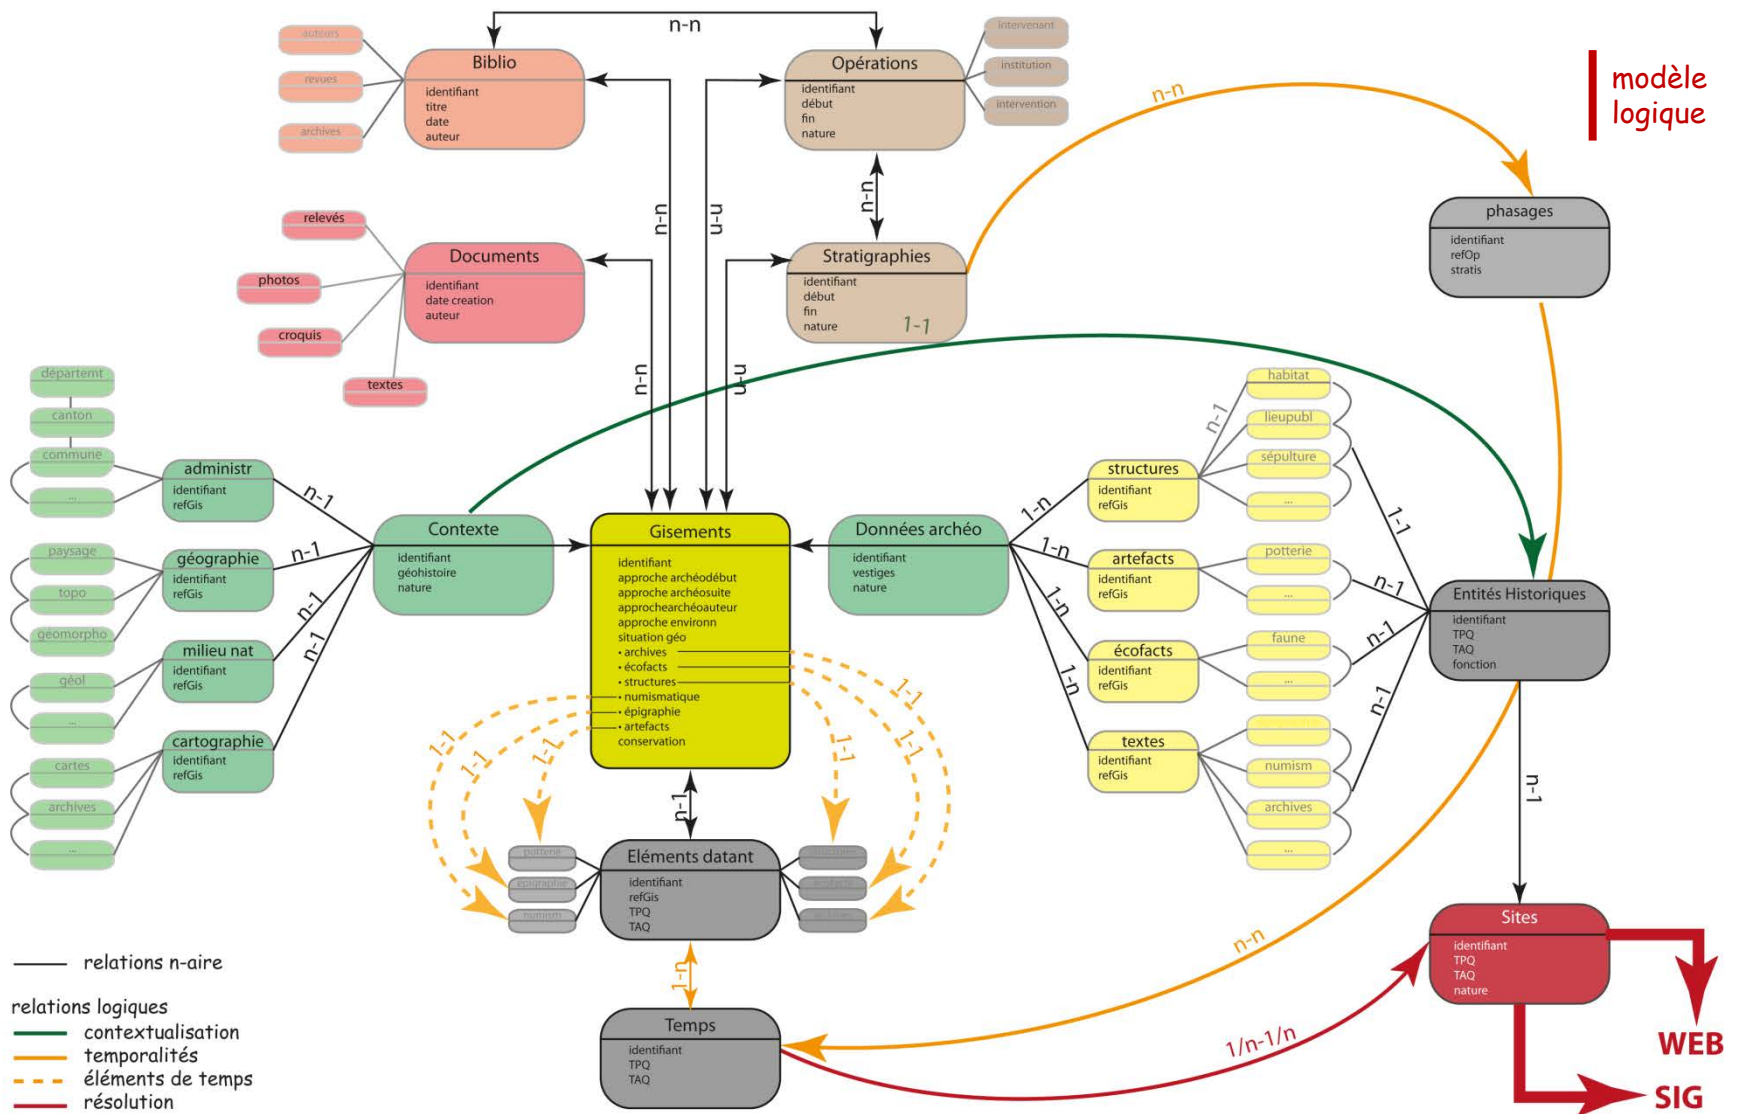 modèle
logique
n-n
auteurs
revues
archives
Biblio
identifiant
titre
date
auteur
Opérations
identifiant
début
fin
nature
intervenant
institution
intervention
n-n
n-n
n-n
n-n
relevés
photos
croquis
textes
Documents
identifiant
date creation
auteur
Stratigraphies
identifiant
début
fin
nature
1-1
phasages
identifiant
refOp
stratis
n-n
n-n
départemt
canton
commune
...
paysage
topo
géomorpho
géol
...
cartes
archives
...
administr
identifiant
refGis
géographie
identifiant
refGis
milieu nat
identifiant
refGis
cartographie
identifiant
refGis
n-1
n-1
n-1
n-1
Contexte
identifiant
géohistoire
nature
Gisements
identifiant
approche archéodébut
approche archéosuite
approchearchéoauteur
approche environn
situation géo
• archives
• écofacts
• structures
• numismatique
• épigraphie
• artefacts
conservation
Données archéo
identifiant
vestiges
nature
1-n
1-n
1-n
1-n
structures
identifiant
refGis
artefacts
identifiant
refGis
écofacts
identifiant
refGis
textes
identifiant
refGis
n-1
habitat
lieupubl
sépulture
...
potterie
...
faune
...
numism
archives
...
1-1
n-1
n-1
n-1
Entités Historiques
identifiant
TPQ
TAQ
fonction
1-1
1-1
1-1
1-1
1-1
1-1
n-1
potterie
épigraphie
numism
Eléments datant
identifiant
refGis
TPQ
TAQ
1-n
Temps
identifiant
TPQ
TAQ
n-n
n-1
1/n-1/n
Sites
identifiant
TPQ
TAQ
nature
WEB
SIG
relations n-aire
relations logiques
contextualisation
temporalités
éléments de temps
résolution